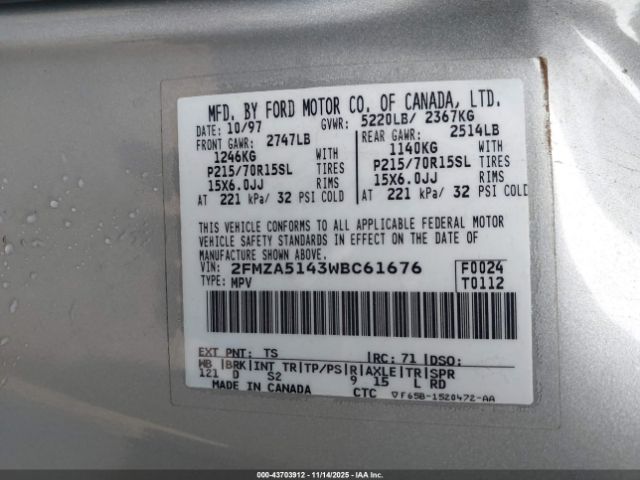 MFD. BY FORD MOTOR CO. OF CANADA, LTD.
DATE: 10/97 GVWR: 5220LB/ 2367KG
FRONT GAWR: 2747LB REAR GAWR: 2514LB
1246KG WITH 1140KG WITH
P215/70R15SL TIRES P215/70R15SL TIRES
15X6.0JJ RIMS 15X6.0JJ RIMS
AT 221 kPa/ 32 PSI COLD AT 221 kPa/ 32 PSI COLD
THIS VEHICLE CONFORMS TO ALL APPLICABLE FEDERAL MOTOR
VEHICLE SAFETY STANDARDS IN EFFECT ON THE DATE OF
MANUFACTURE SHOWN ABOVE.
VIN: 2FMZA5143WBC61676 F0024
TYPE: MPV T0112
EXT PNT: TS RC: 71 DSO:
WB BRK INT TR TP/PS R AXLE TR SPR
121 D S2 9 15 L RD
MADE IN CANADA CTC ▽F65B-1520472-AA
000-43703912 - 11/14/2025 - IAAI.COM